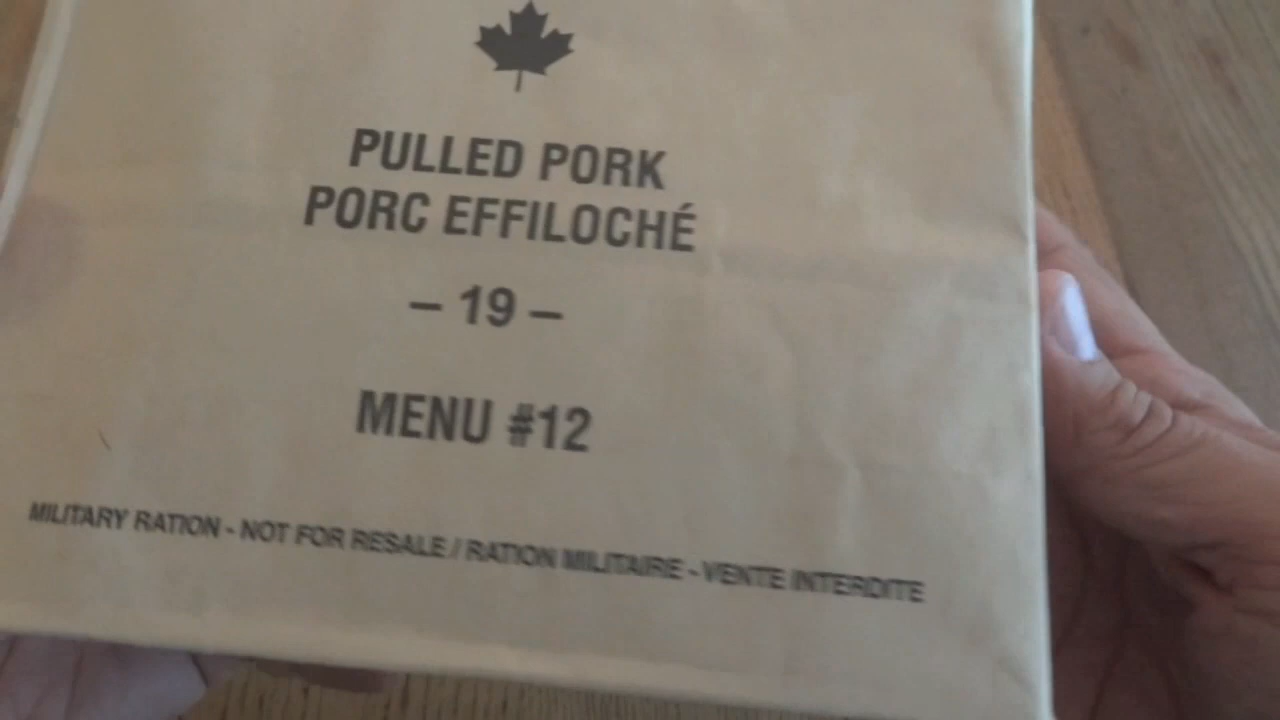 PULLED PORK
PORC EFFILOCHÉ
– 19 –
MENU #12
MILITARY RATION - NOT FOR RESALE / RATION MILITAIRE - VENTE INTERDITE